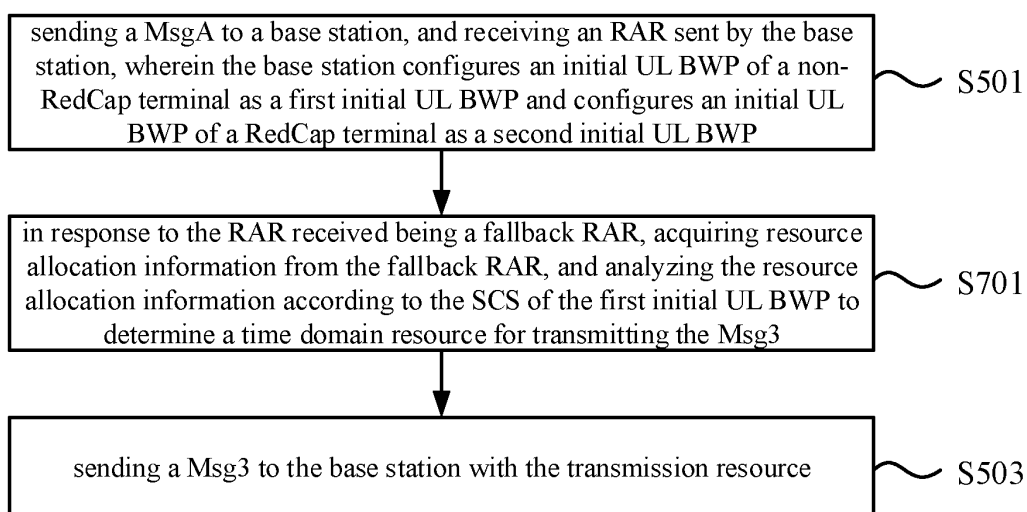 sending a MsgA to a base station, and receiving an RAR sent by the base
station, wherein the base station configures an initial UL BWP of a non-
RedCap terminal as a first initial UL BWP and configures an initial UL
BWP of a RedCap terminal as a second initial UL BWP
S501
in response to the RAR received being a fallback RAR, acquiring resource
allocation information from the fallback RAR, and analyzing the resource
allocation information according to the SCS of the first initial UL BWP to
determine a time domain resource for transmitting the Msg3
S701
sending a Msg3 to the base station with the transmission resource
S503